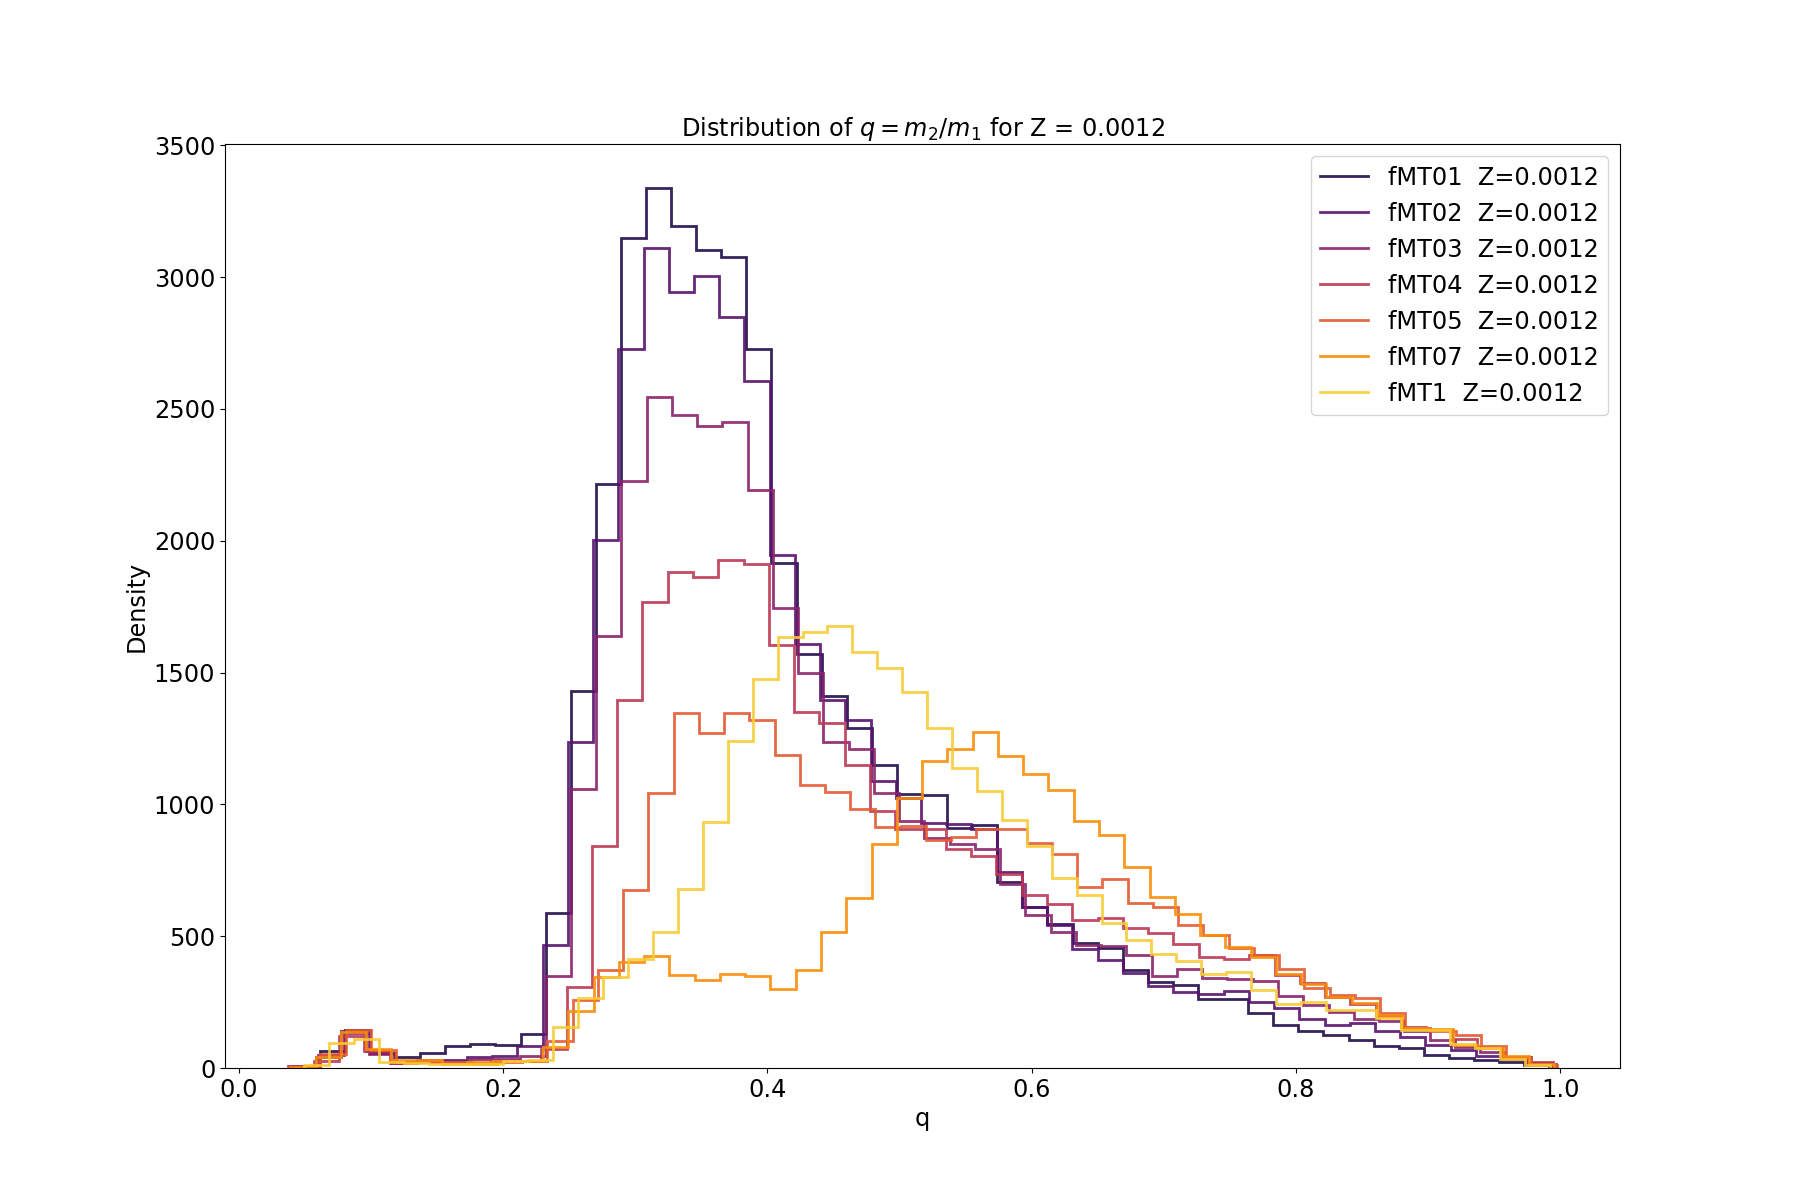 Distribution of q = m₂/m₁ for Z = 0.0012
3500
3000
2500
2000
1500
1000
500
0
Density
0.0 0.2 0.4 0.6 0.8 1.0
q
fMT01 Z=0.0012
fMT02 Z=0.0012
fMT03 Z=0.0012
fMT04 Z=0.0012
fMT05 Z=0.0012
fMT07 Z=0.0012
fMT1 Z=0.0012